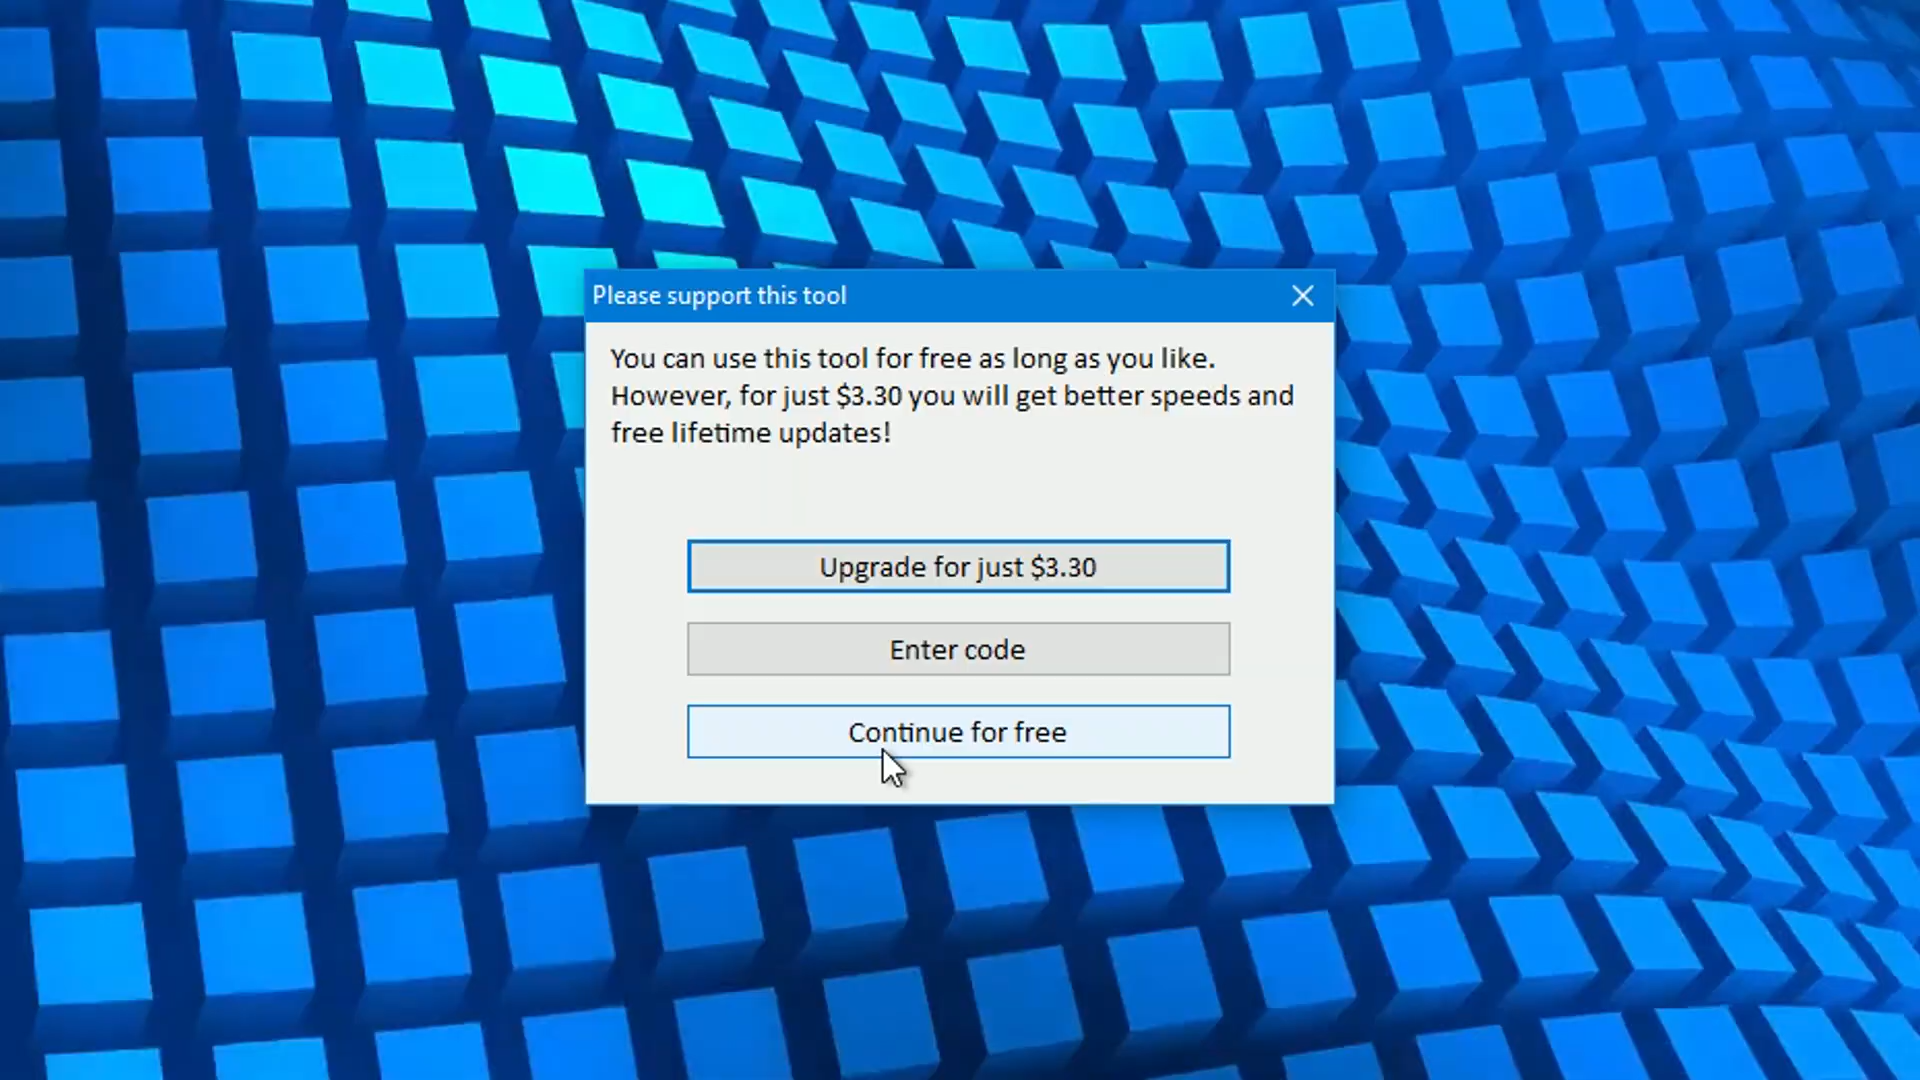 Please support this tool
You can use this tool for free as long as you like.
However, for just $3.30 you will get better speeds and
free lifetime updates!
Upgrade for just $3.30
Enter code
Continue for free